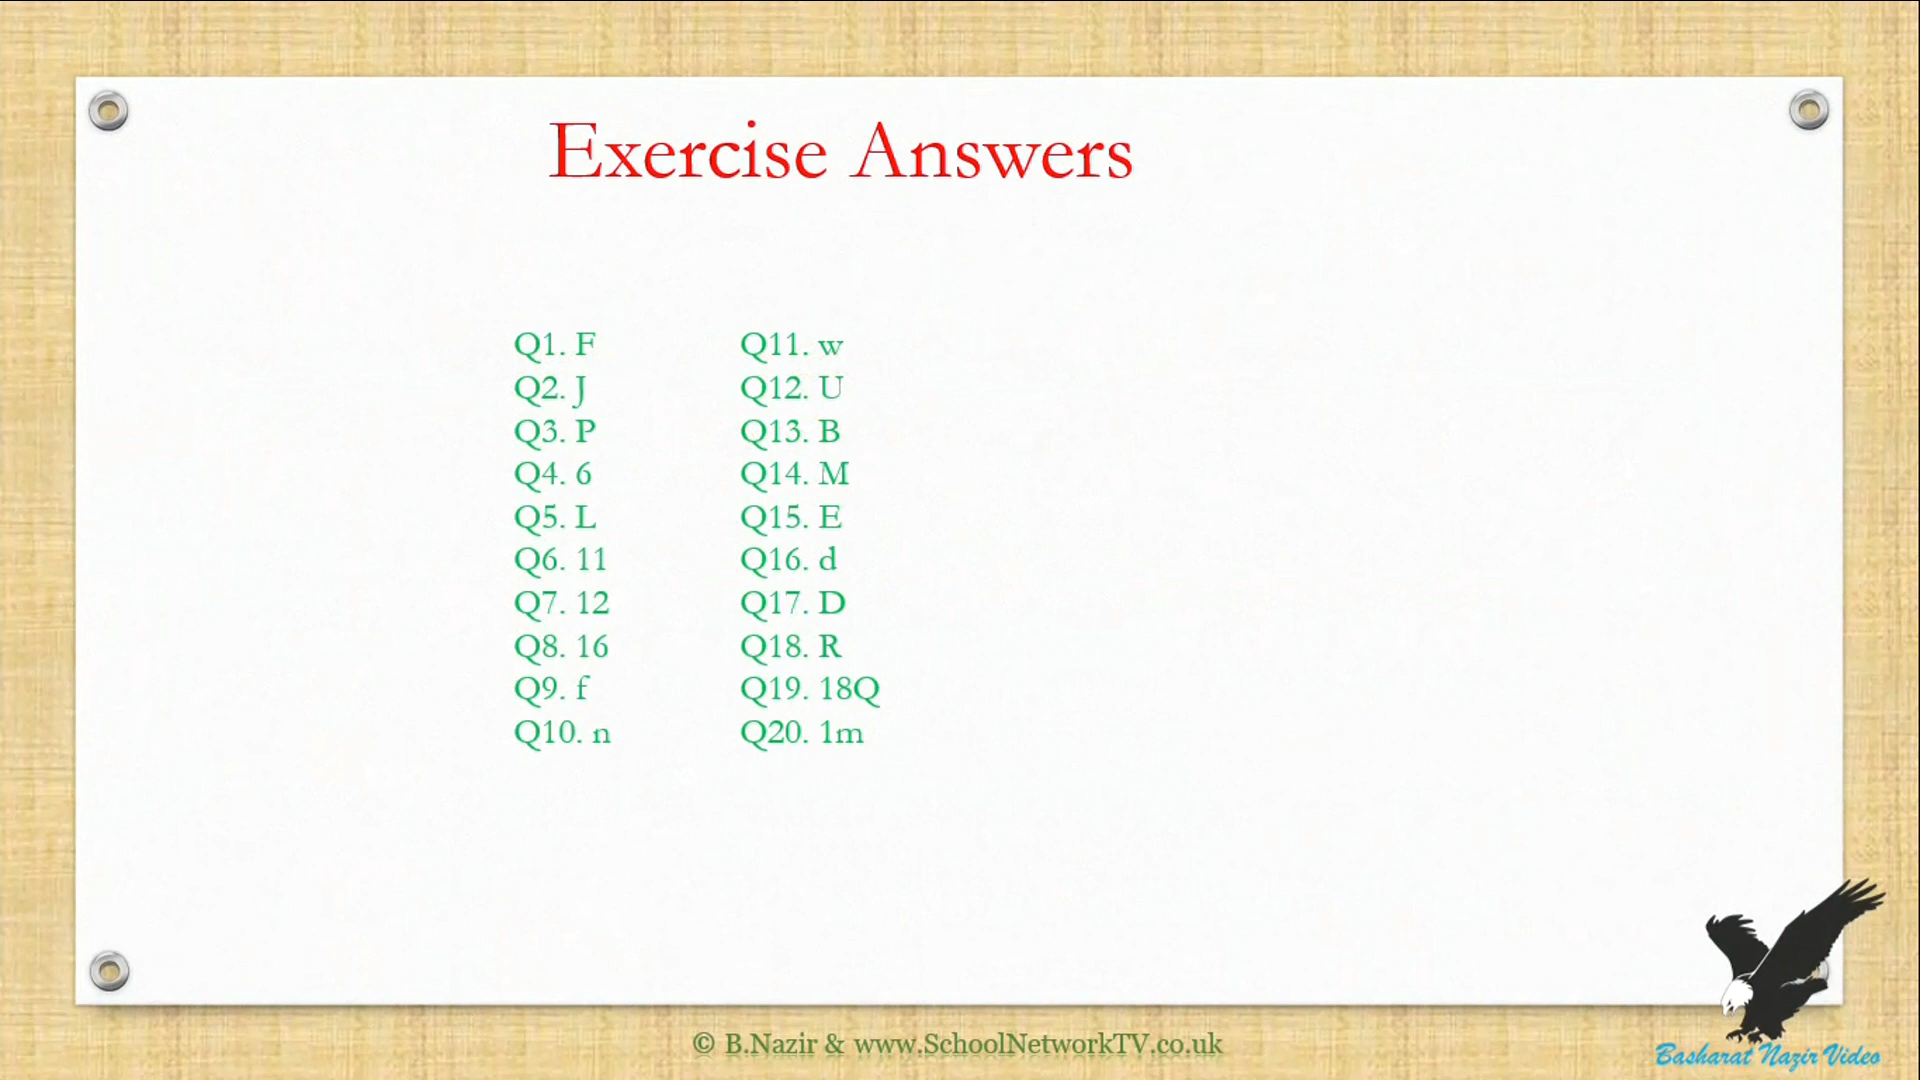 Exercise Answers
Q1. F
Q2. J
Q3. P
Q4. 6
Q5. L
Q6. 11
Q7. 12
Q8. 16
Q9. f
Q10. n
Q11. w
Q12. U
Q13. B
Q14. M
Q15. E
Q16. d
Q17. D
Q18. R
Q19. 18Q
Q20. 1m
© B.Nazir & www.SchoolNetworkTV.co.uk
Basharat Nazir Video